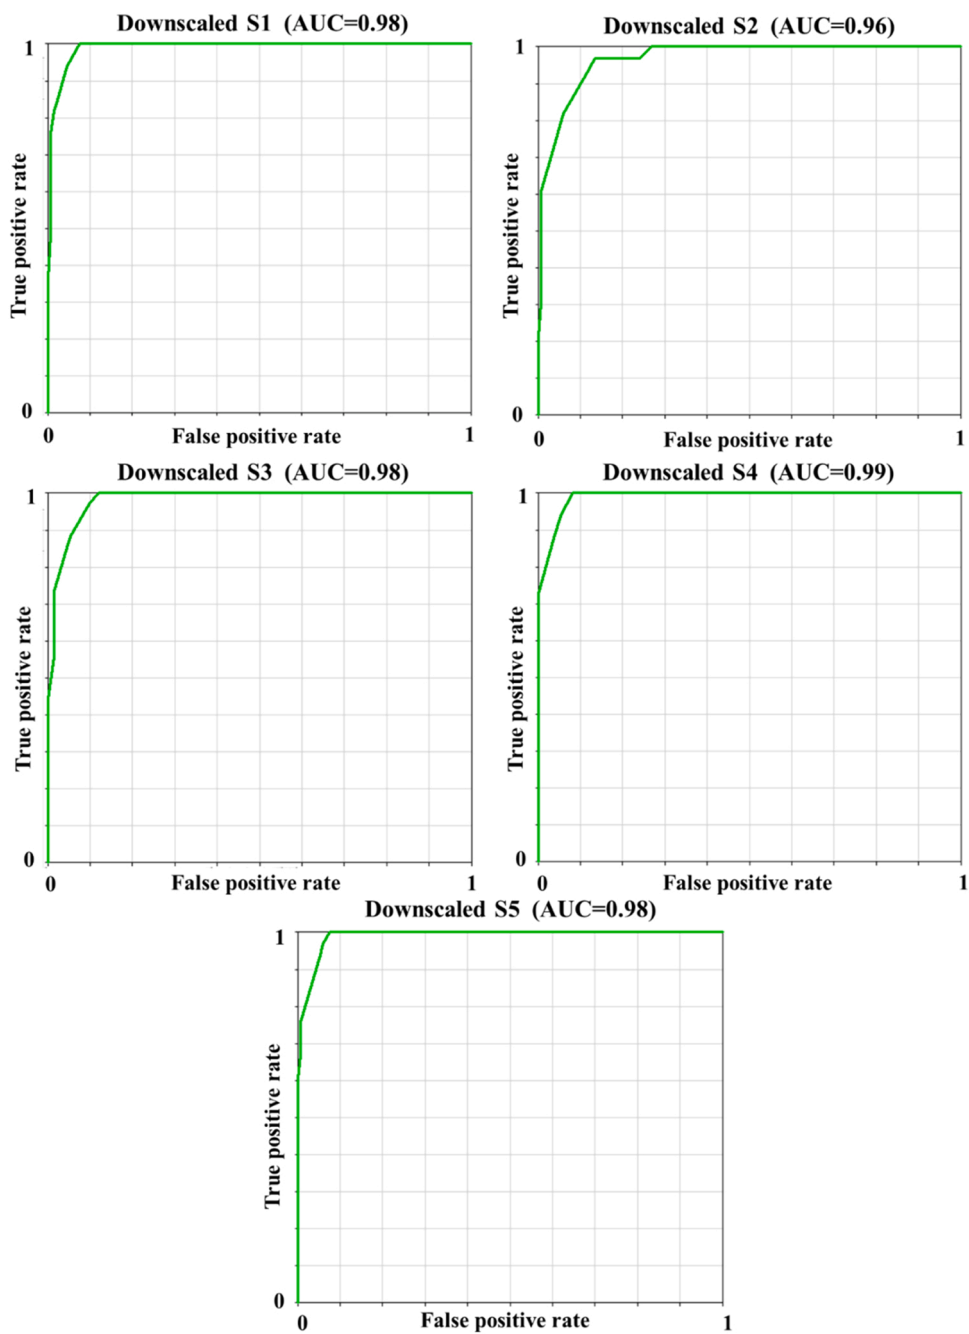 Downscaled S1 (AUC=0.98)
1
True positive rate
0
0
False positive rate
1
Downscaled S2 (AUC=0.96)
1
True positive rate
0
0
False positive rate
1
Downscaled S3 (AUC=0.98)
1
True positive rate
0
0
False positive rate
1
Downscaled S4 (AUC=0.99)
1
True positive rate
0
0
False positive rate
1
Downscaled S5 (AUC=0.98)
1
True positive rate
0
0
False positive rate
1